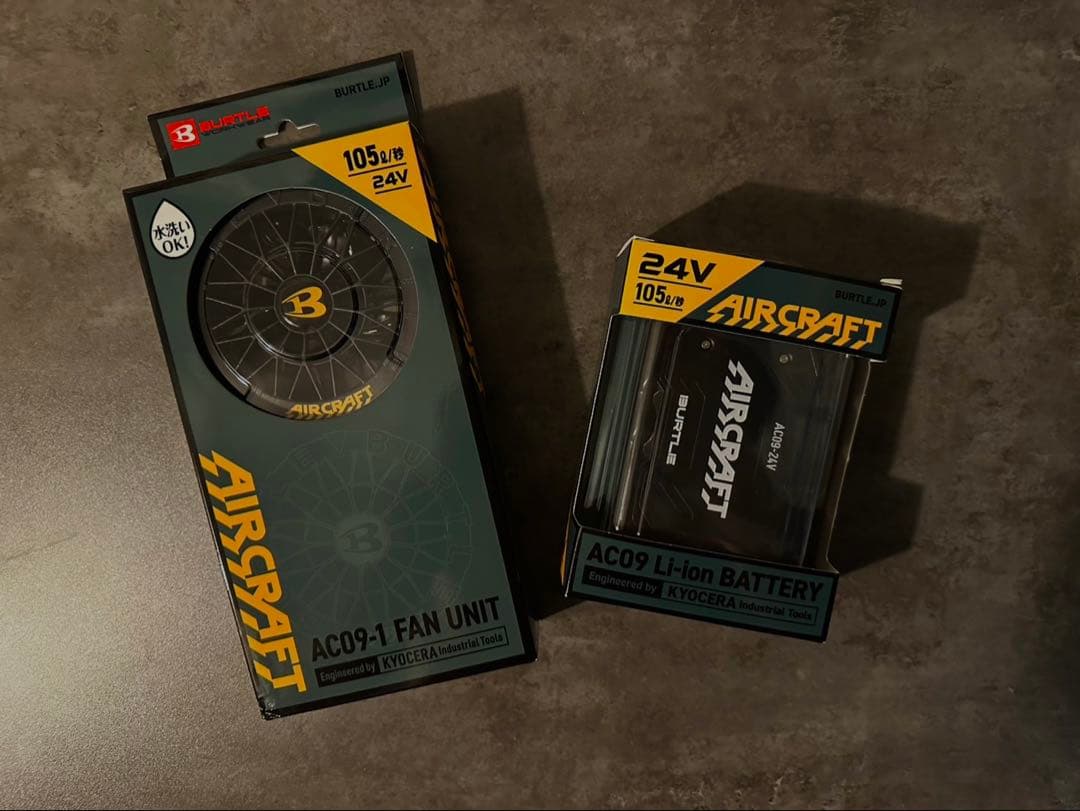 B BURTLE
BURTLE.JP
105ℓ/秒
24V
水洗い
OK!
B
AIRCRAFT
AIRCRAFT
B
AC09-1 FAN UNIT
Engineered by KYOCERA Industrial Tools
24V
105ℓ/秒
BURTLE.JP
AIRCRAFT
BURTLE
AIRCRAFT
AC09-24V
AC09 Li-ion BATTERY
Engineered by KYOCERA Industrial Tools